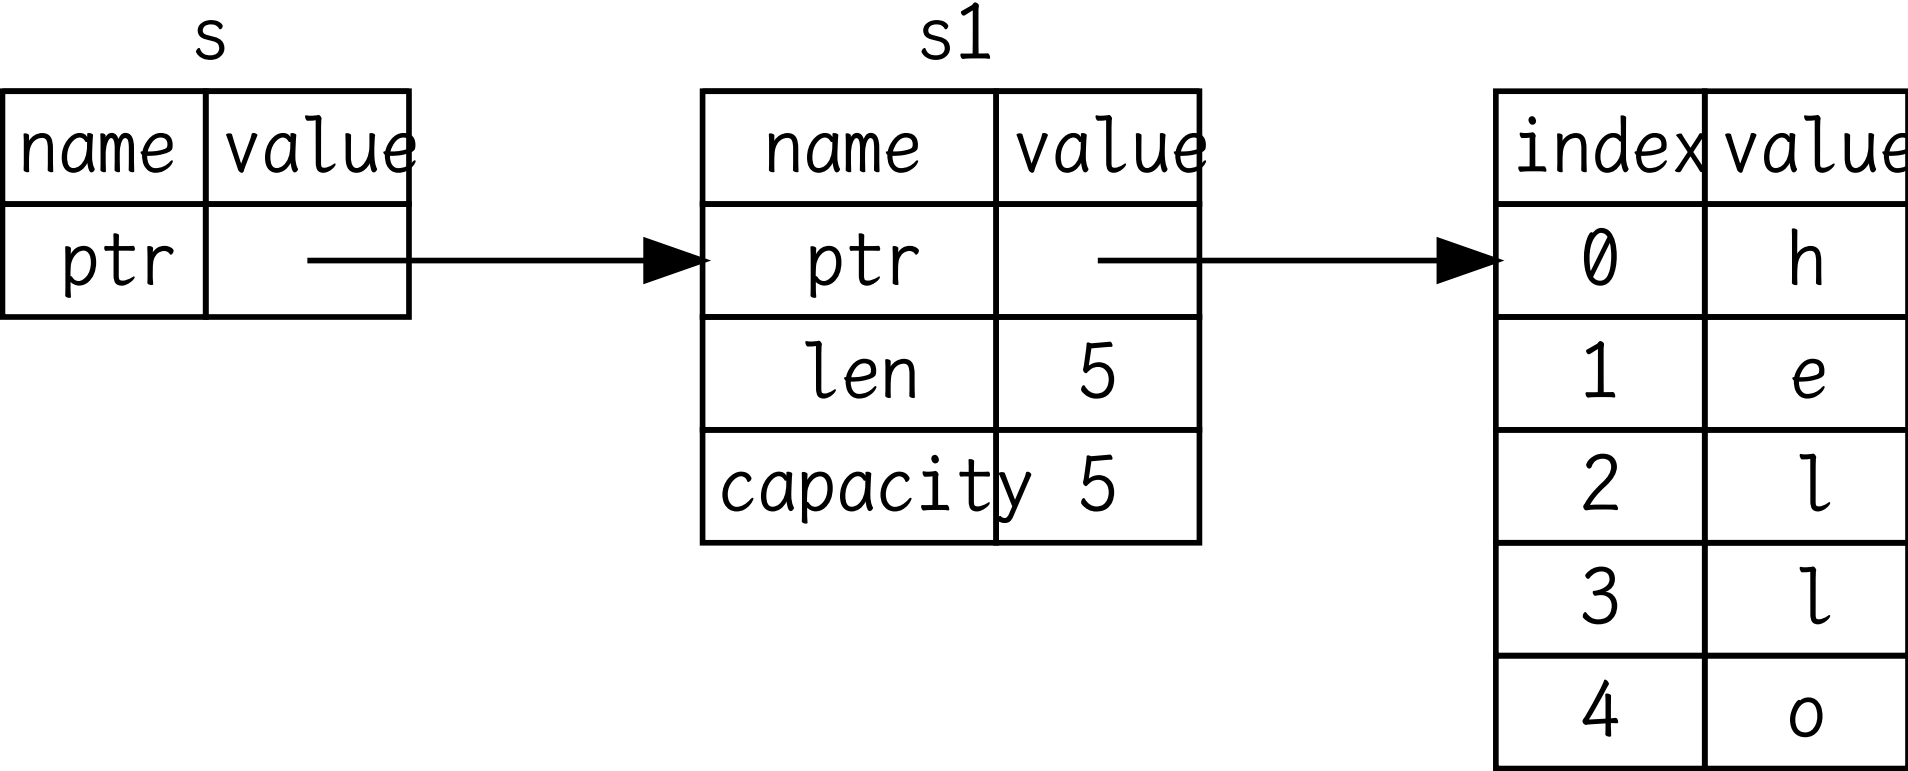 s
name value
ptr
s1
name value
ptr
len 5
capacity 5
index value
0 h
1 e
2 l
3 l
4 o